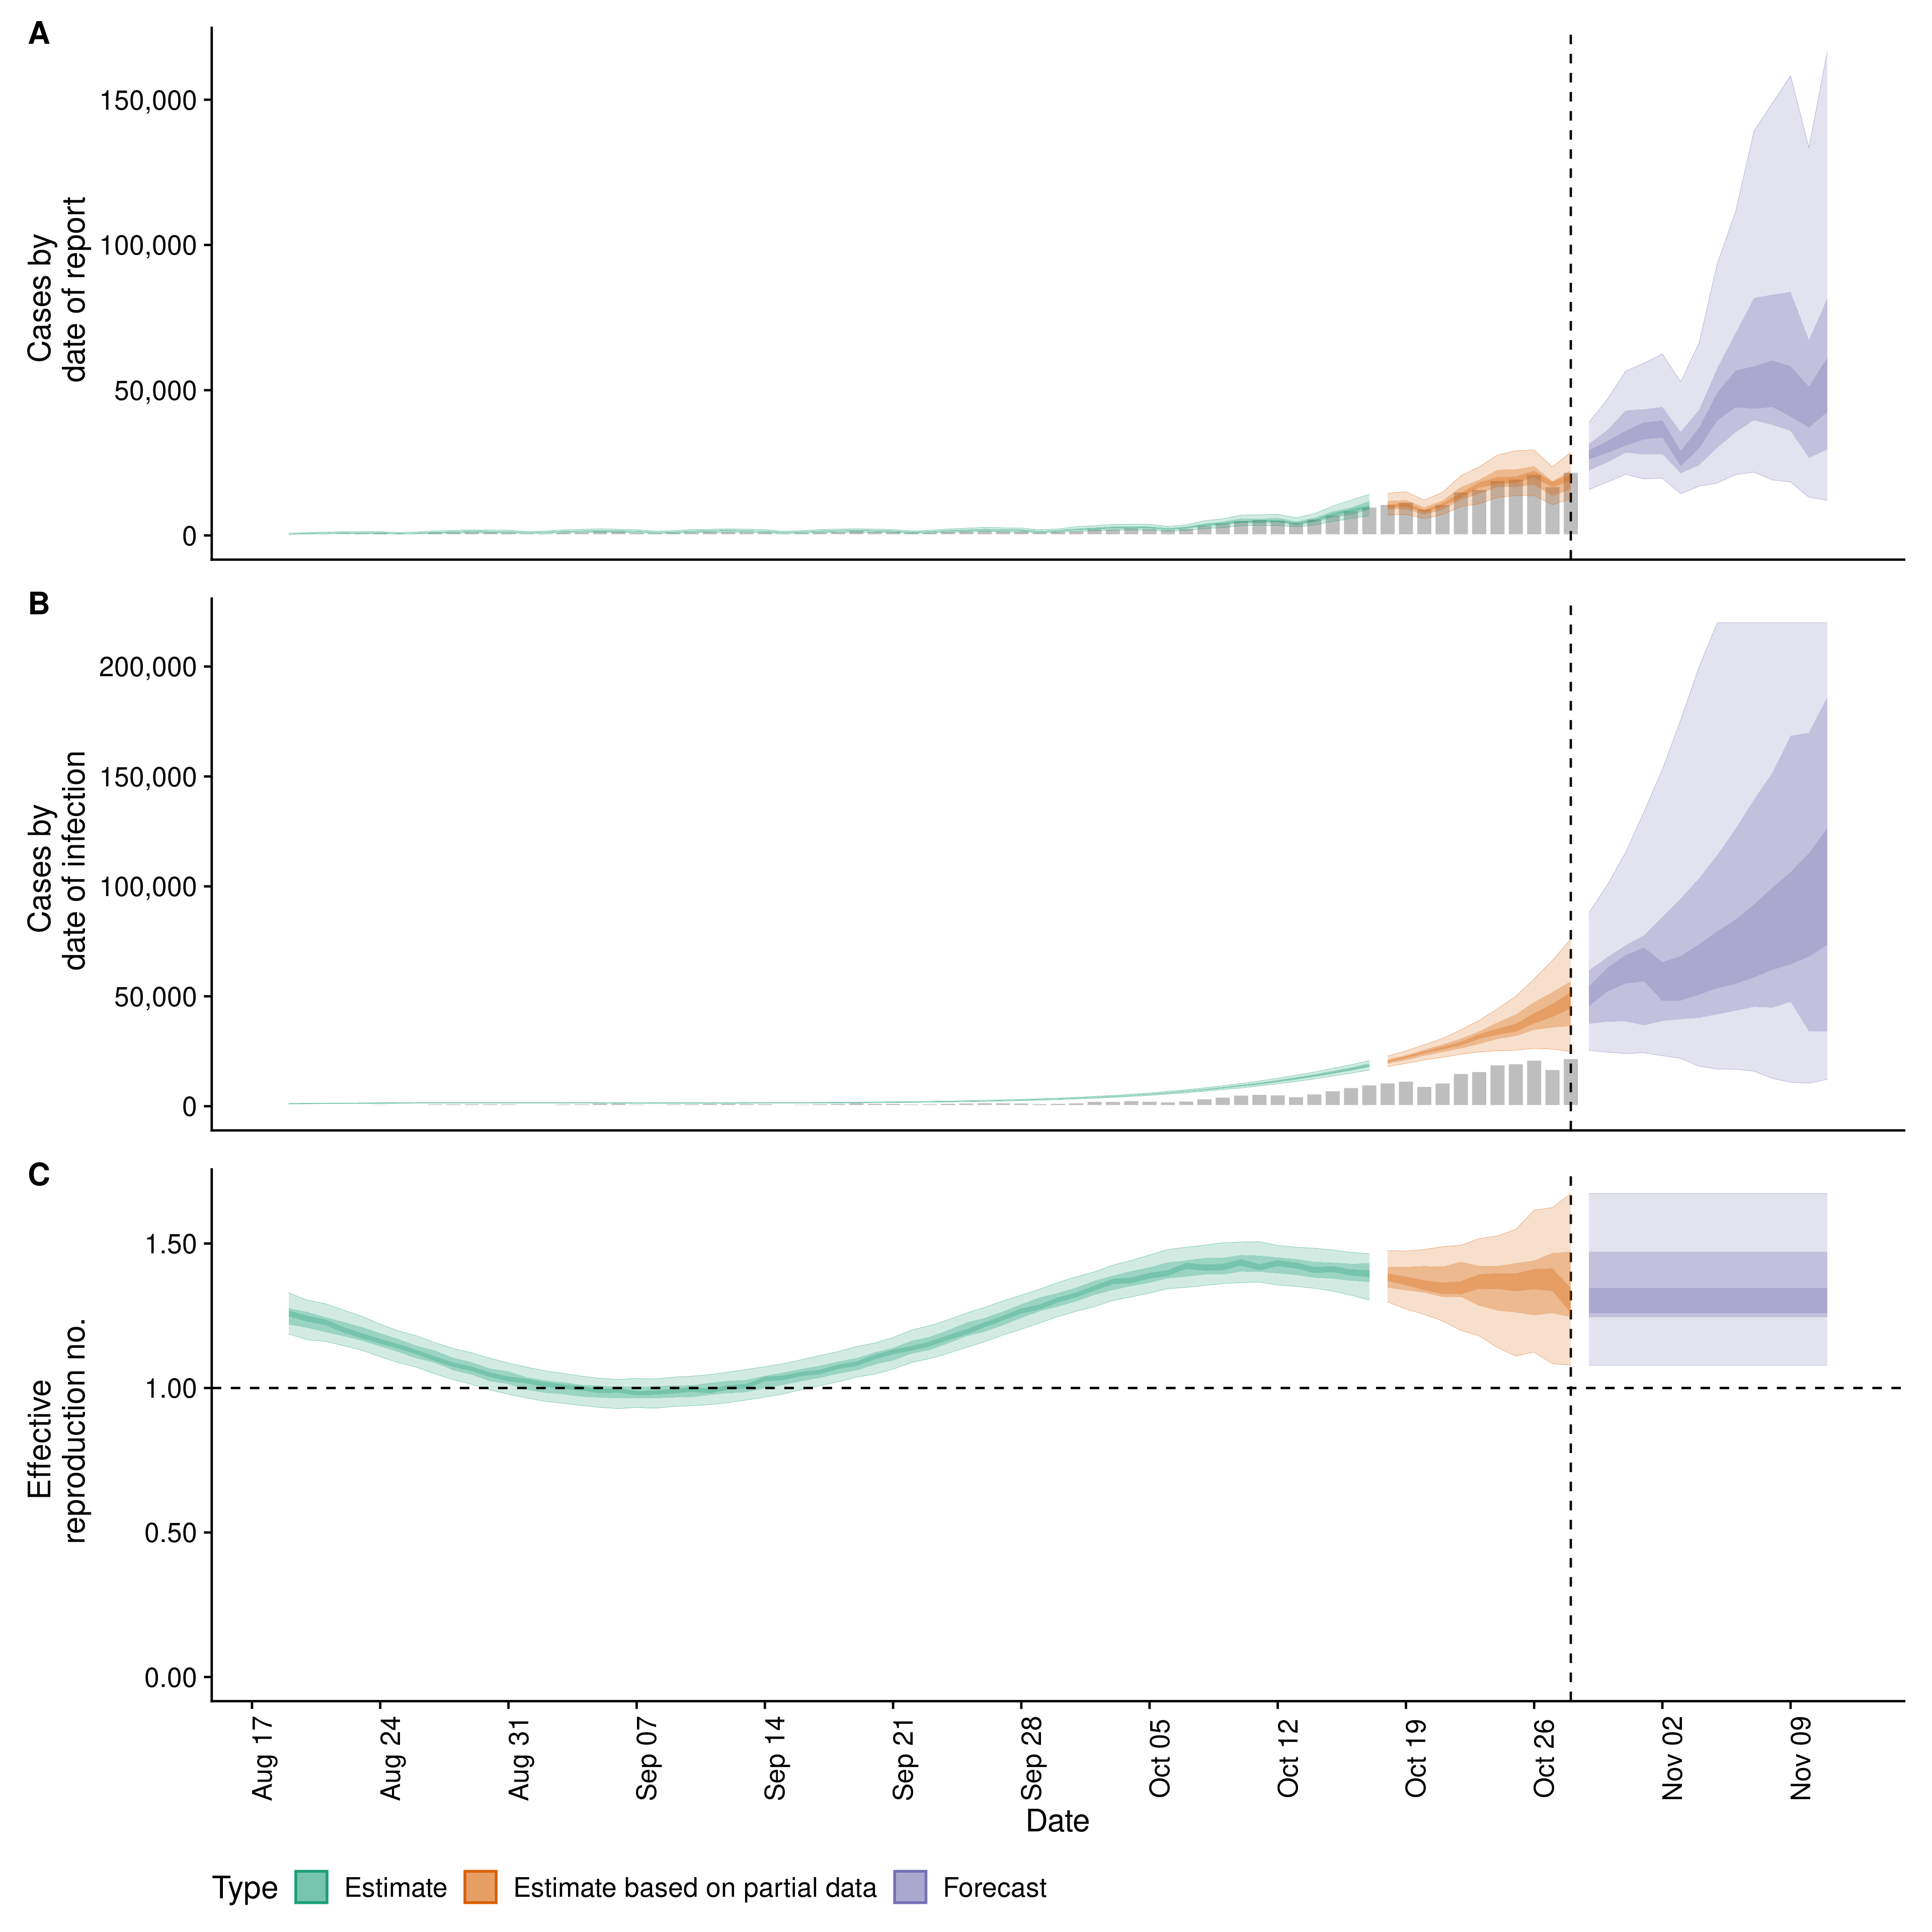 A
Cases by
date of report
150,000
100,000
50,000
0
B
Cases by
date of infection
200,000
150,000
100,000
50,000
0
C
Effective
reproduction no.
1.50
1.00
0.50
0.00
Aug 17
Aug 24
Aug 31
Sep 07
Sep 14
Sep 21
Sep 28
Oct 05
Oct 12
Oct 19
Oct 26
Nov 02
Nov 09
Date
Type Estimate Estimate based on partial data Forecast